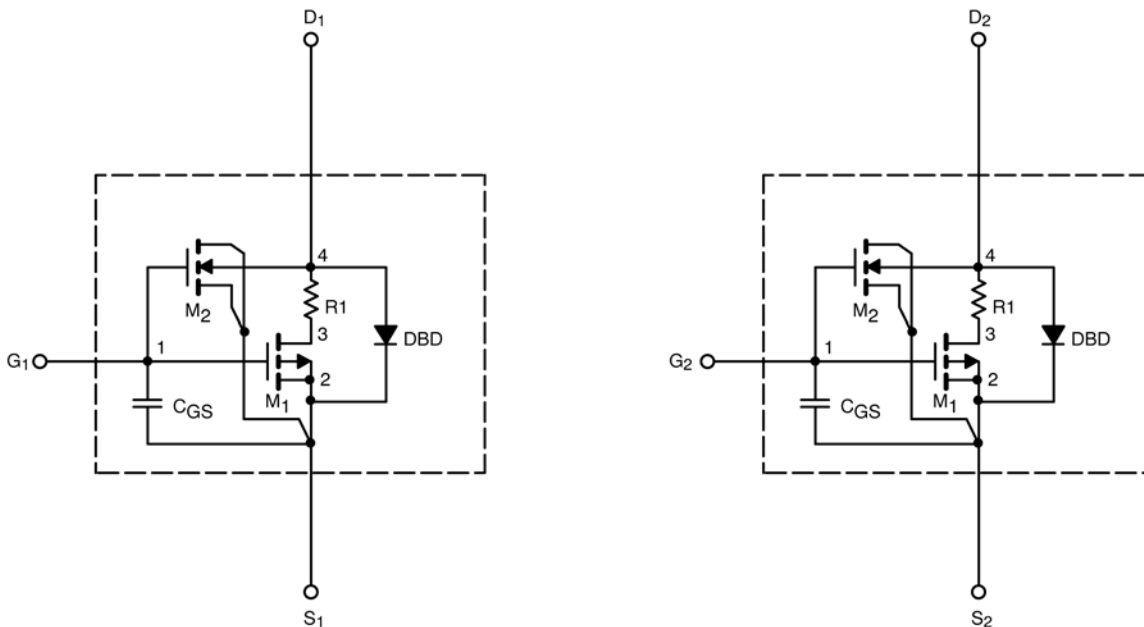 D1 D2
4 4
M2 R1 M2 R1
3 DBD 3 DBD
G1 1 G2 1
2 2
CGS M1 CGS M1
S1 S2